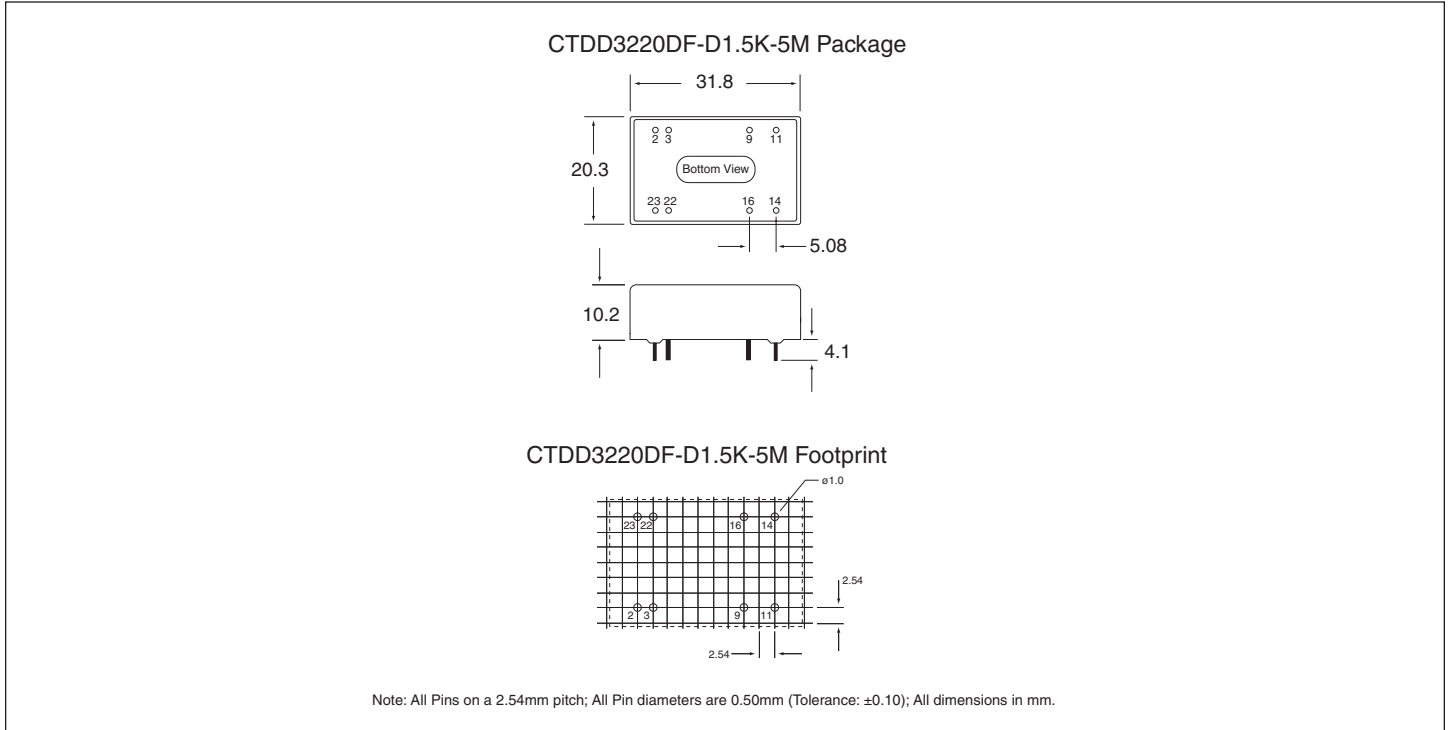 CTDD3220DF-D1.5K-5M Package
31.8
2 3 9 11
20.3
Bottom View
23 22 16 14
5.08
10.2
4.1
CTDD3220DF-D1.5K-5M Footprint
ø1.0
23 22 16 14
2.54
2 3 9 11
2.54
Note: All Pins on a 2.54mm pitch; All Pin diameters are 0.50mm (Tolerance: ±0.10); All dimensions in mm.